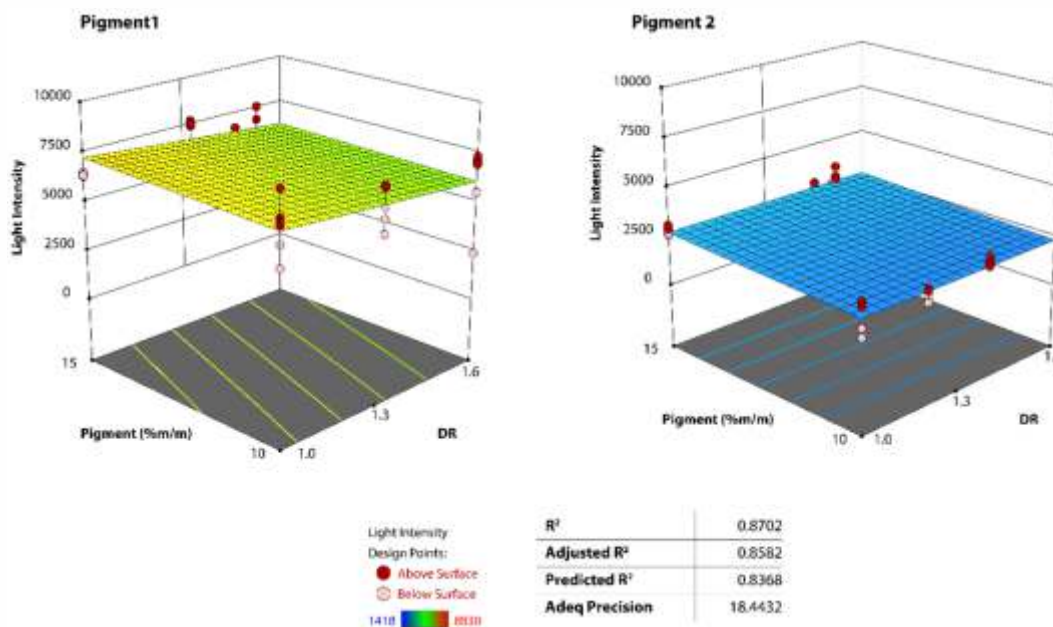 Pigment1
Pigment 2
10000
7500
5000
2500
0
Light Intensity
15
Pigment (%m/m)
10
1.0
1.3
1.6
DR
10000
7500
5000
2500
0
Light Intensity
15
Pigment (%m/m)
10
1.0
1.3
DR
Light Intensity
Design Points:
Above Surface
Below Surface
1418
R² 0.8702
Adjusted R² 0.8582
Predicted R² 0.8368
Adeq Precision 18.4432